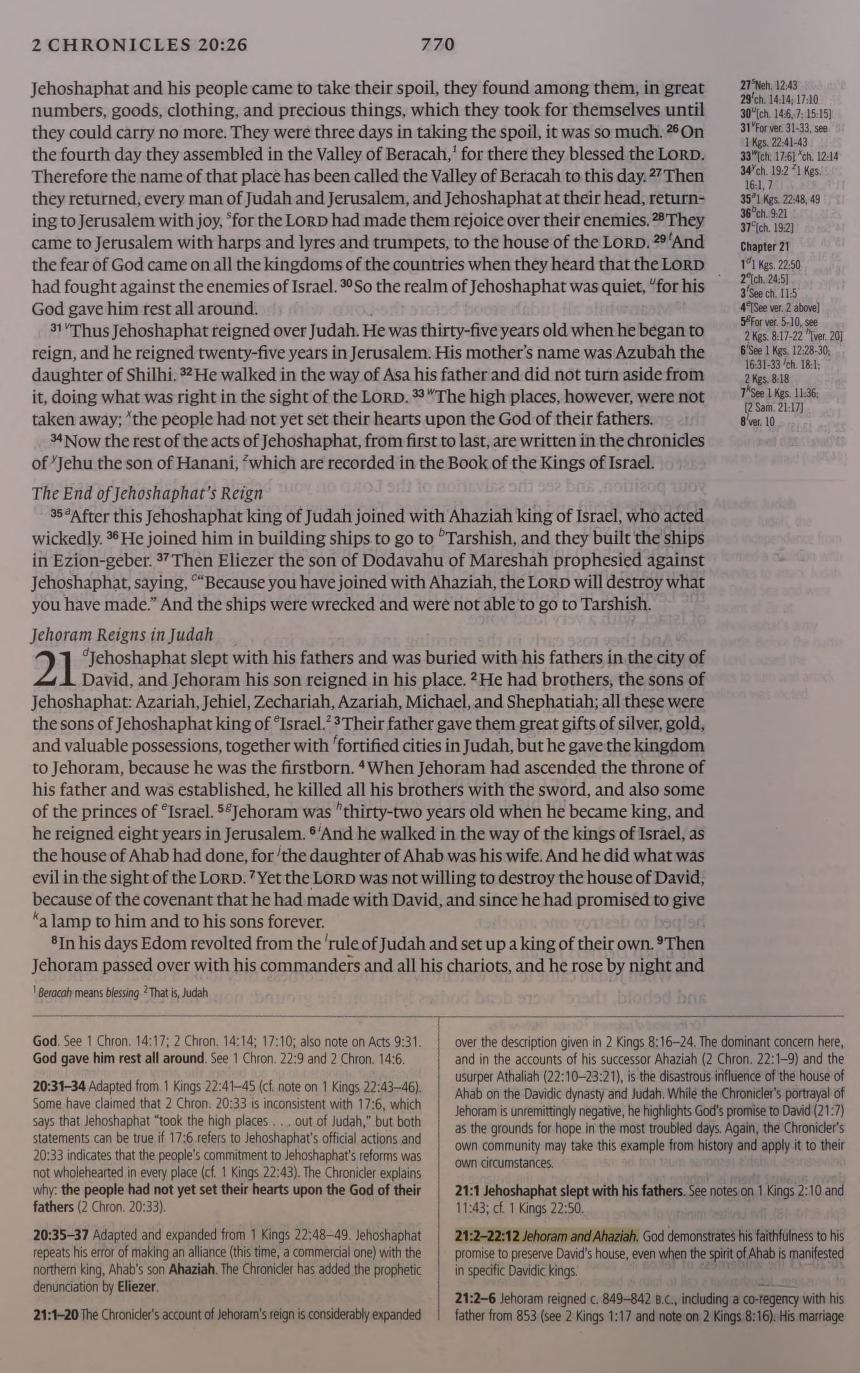 2 CHRONICLES 20:26
770
Jehoshaphat and his people came to take their spoil, they found among them, in great
numbers, goods, clothing, and precious things, which they took for themselves until
they could carry no more. They were three days in taking the spoil, it was so much. 26 On
the fourth day they assembled in the Valley of Beracah,1 for there they blessed the LORD.
Therefore the name of that place has been called the Valley of Beracah to this day. 27 Then
they returned, every man of Judah and Jerusalem, and Jehoshaphat at their head, return-
ing to Jerusalem with joy, sfor the LORD had made them rejoice over their enemies. 28 They
came to Jerusalem with harps and lyres and trumpets, to the house of the LORD. 29 tAnd
the fear of God came on all the kingdoms of the countries when they heard that the LORD
had fought against the enemies of Israel. 30 So the realm of Jehoshaphat was quiet, ufor his
God gave him rest all around.
31 vThus Jehoshaphat reigned over Judah. He was thirty-five years old when he began to
reign, and he reigned twenty-five years in Jerusalem. His mother's name was Azubah the
daughter of Shilhi. 32 He walked in the way of Asa his father and did not turn aside from
it, doing what was right in the sight of the LORD. 33 wThe high places, however, were not
taken away; xthe people had not yet set their hearts upon the God of their fathers.
34 Now the rest of the acts of Jehoshaphat, from first to last, are written in the chronicles
of yJehu the son of Hanani, zwhich are recorded in the Book of the Kings of Israel.
The End of Jehoshaphat's Reign
35 aAfter this Jehoshaphat king of Judah joined with Ahaziah king of Israel, who acted
wickedly. 36 He joined him in building ships to go to bTarshish, and they built the ships
in Ezion-geber. 37 Then Eliezer the son of Dodavahu of Mareshah prophesied against
Jehoshaphat, saying, c“Because you have joined with Ahaziah, the LORD will destroy what
you have made.” And the ships were wrecked and were not able to go to Tarshish.
Jehoram Reigns in Judah
21 dJehoshaphat slept with his fathers and was buried with his fathers in the city of
David, and Jehoram his son reigned in his place. 2 He had brothers, the sons of
Jehoshaphat: Azariah, Jehiel, Zechariah, Azariah, Michael, and Shephatiah; all these were
the sons of Jehoshaphat king of eIsrael.2 3 Their father gave them great gifts of silver, gold,
and valuable possessions, together with ffortified cities in Judah, but he gave the kingdom
to Jehoram, because he was the firstborn. 4 When Jehoram had ascended the throne of
his father and was established, he killed all his brothers with the sword, and also some
of the princes of eIsrael. 5 gJehoram was hthirty-two years old when he became king, and
he reigned eight years in Jerusalem. 6 iAnd he walked in the way of the kings of Israel, as
the house of Ahab had done, for jthe daughter of Ahab was his wife. And he did what was
evil in the sight of the LORD. 7 Yet the LORD was not willing to destroy the house of David,
because of the covenant that he had made with David, and since he had promised to give
ka lamp to him and to his sons forever.
8 In his days Edom revolted from the lrule of Judah and set up a king of their own. 9 Then
Jehoram passed over with his commanders and all his chariots, and he rose by night and
1 Beracah means blessing 2 That is, Judah
27 sNeh. 12:43
29 tch. 14:14; 17:10
30 u[ch. 14:6, 7; 15:15]
31 vFor ver. 31-33, see
1 Kgs. 22:41-43
33 w[ch. 17:6] xch. 12:14
34 ych. 19:2 z1 Kgs.
16:1, 7
35 a1 Kgs. 22:48, 49
36 bch. 9:21
37 c[ch. 19:2]
Chapter 21
1 d1 Kgs. 22:50
2 e[ch. 24:5]
3 fSee ch. 11:5
4 e[See ver. 2 above]
5 gFor ver. 5-10, see
2 Kgs. 8:17-22 h[ver. 20]
6 iSee 1 Kgs. 12:28-30;
16:31-33 jch. 18:1;
2 Kgs. 8:18
7 kSee 1 Kgs. 11:36;
[2 Sam. 21:17]
8 lver. 10
God. See 1 Chron. 14:17; 2 Chron. 14:14; 17:10; also note on Acts 9:31.
God gave him rest all around. See 1 Chron. 22:9 and 2 Chron. 14:6.
20:31–34 Adapted from 1 Kings 22:41–45 (cf. note on 1 Kings 22:43–46).
Some have claimed that 2 Chron. 20:33 is inconsistent with 17:6, which
says that Jehoshaphat “took the high places . . . out of Judah,” but both
statements can be true if 17:6 refers to Jehoshaphat's official actions and
20:33 indicates that the people's commitment to Jehoshaphat's reforms was
not wholehearted in every place (cf. 1 Kings 22:43). The Chronicler explains
why: the people had not yet set their hearts upon the God of their
fathers (2 Chron. 20:33).
20:35–37 Adapted and expanded from 1 Kings 22:48–49. Jehoshaphat
repeats his error of making an alliance (this time, a commercial one) with the
northern king, Ahab's son Ahaziah. The Chronicler has added the prophetic
denunciation by Eliezer.
21:1–20 The Chronicler's account of Jehoram's reign is considerably expanded
over the description given in 2 Kings 8:16–24. The dominant concern here,
and in the accounts of his successor Ahaziah (2 Chron. 22:1–9) and the
usurper Athaliah (22:10–23:21), is the disastrous influence of the house of
Ahab on the Davidic dynasty and Judah. While the Chronicler's portrayal of
Jehoram is unremittingly negative, he highlights God's promise to David (21:7)
as the grounds for hope in the most troubled days. Again, the Chronicler's
own community may take this example from history and apply it to their
own circumstances.
21:1 Jehoshaphat slept with his fathers. See notes on 1 Kings 2:10 and
11:43; cf. 1 Kings 22:50.
21:2–22:12 Jehoram and Ahaziah. God demonstrates his faithfulness to his
promise to preserve David's house, even when the spirit of Ahab is manifested
in specific Davidic kings.
21:2–6 Jehoram reigned c. 849–842 B.C., including a co-regency with his
father from 853 (see 2 Kings 1:17 and note on 2 Kings 8:16). His marriage